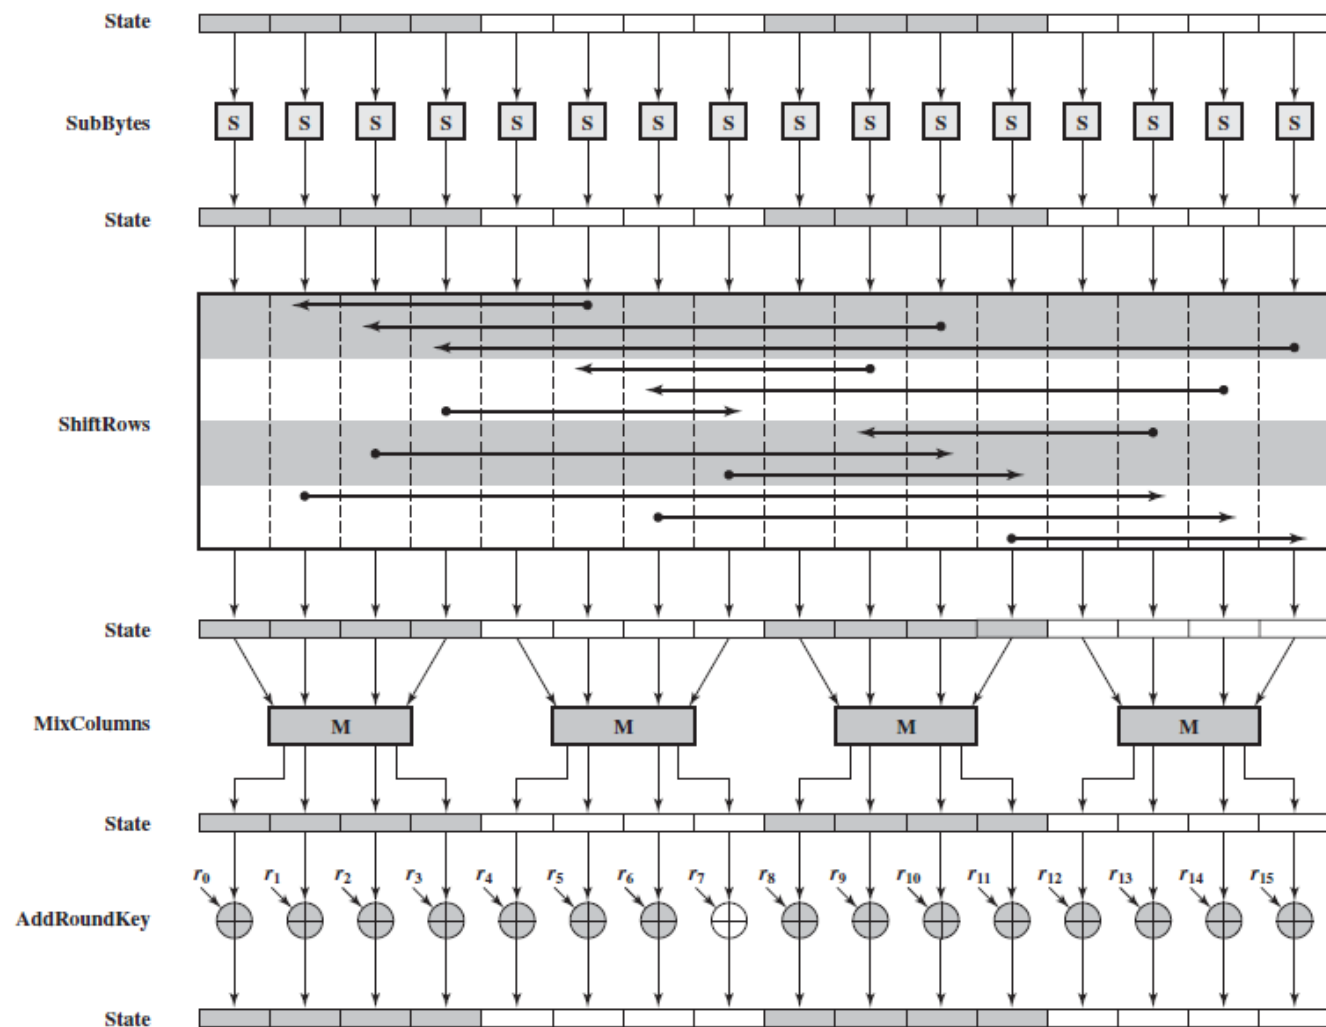 State
SubBytes S S S S S S S S S S S S S S S S
State
ShiftRows
State
MixColumns M M M M
State
r0 r1 r2 r3 r4 r5 r6 r7 r8 r9 r10 r11 r12 r13 r14 r15
AddRoundKey
State